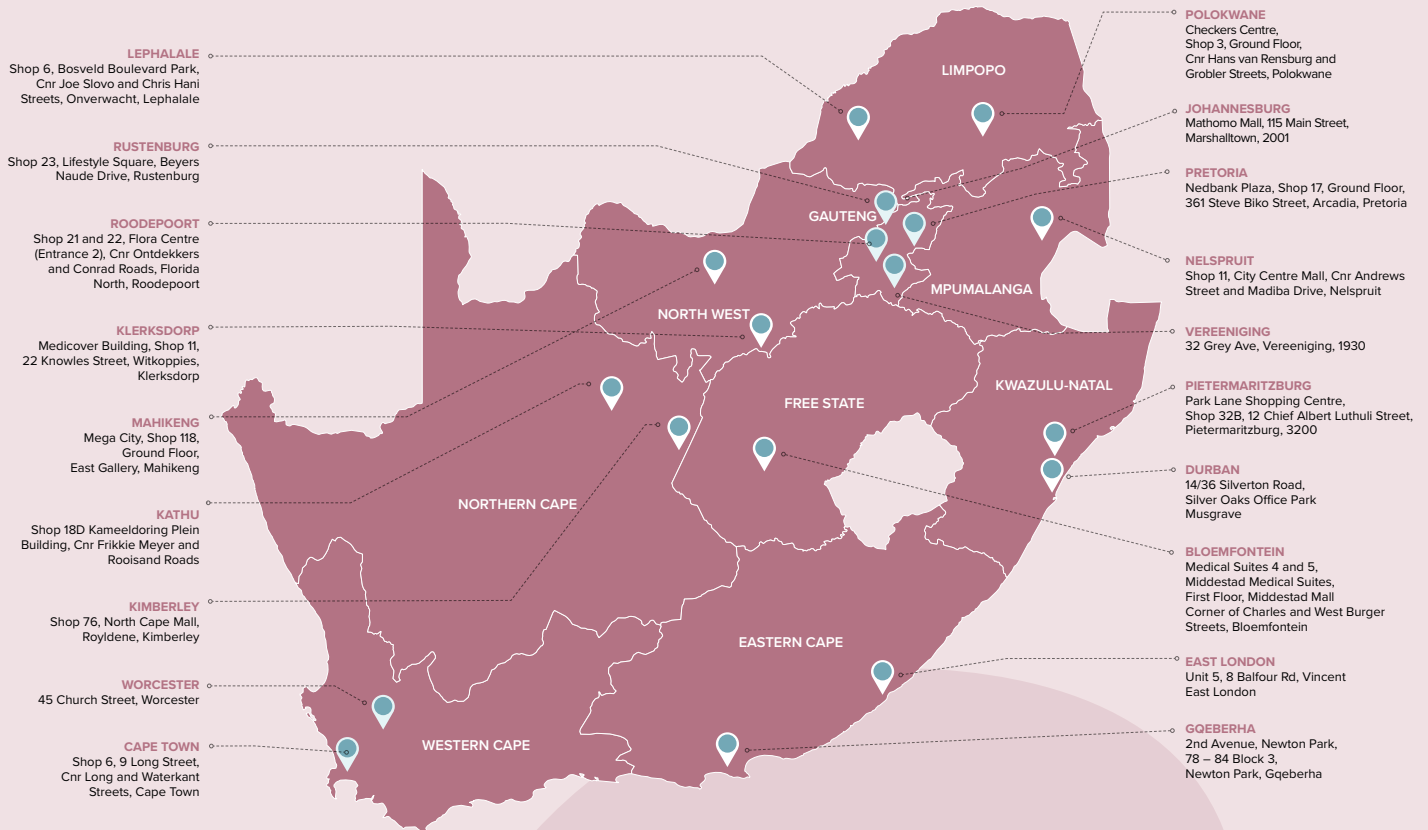 LEPHALALE
Shop 6, Bosveld Boulevard Park,
Cnr Joe Slovo and Chris Hani
Streets, Onverwacht, Lephalale
RUSTENBURG
Shop 23, Lifestyle Square, Beyers
Naude Drive, Rustenburg
ROODEPOORT
Shop 21 and 22, Flora Centre
(Entrance 2), Cnr Ontdekkers
and Conrad Roads, Florida
North, Roodepoort
KLERKSDORP
Medicover Building, Shop 11,
22 Knowles Street, Witkoppies,
Klerksdorp
MAHIKENG
Mega City, Shop 118,
Ground Floor,
East Gallery, Mahikeng
KATHU
Shop 18D Kameeldoring Plein
Building, Cnr Frikkie Meyer and
Rooisand Roads
KIMBERLEY
Shop 76, North Cape Mall,
Royldene, Kimberley
WORCESTER
45 Church Street, Worcester
CAPE TOWN
Shop 6, 9 Long Street,
Cnr Long and Waterkant
Streets, Cape Town
LIMPOPO
GAUTENG
MPUMALANGA
NORTH WEST
KWAZULU-NATAL
FREE STATE
NORTHERN CAPE
EASTERN CAPE
WESTERN CAPE
POLOKWANE
Checkers Centre,
Shop 3, Ground Floor,
Cnr Hans van Rensburg and
Grobler Streets, Polokwane
JOHANNESBURG
Mathomo Mall, 115 Main Street,
Marshalltown, 2001
PRETORIA
Nedbank Plaza, Shop 17, Ground Floor,
361 Steve Biko Street, Arcadia, Pretoria
NELSPRUIT
Shop 11, City Centre Mall, Cnr Andrews
Street and Madiba Drive, Nelspruit
VEREENIGING
32 Grey Ave, Vereeniging, 1930
PIETERMARITZBURG
Park Lane Shopping Centre,
Shop 32B, 12 Chief Albert Luthuli Street,
Pietermaritzburg, 3200
DURBAN
14/36 Silverton Road,
Silver Oaks Office Park
Musgrave
BLOEMFONTEIN
Medical Suites 4 and 5,
Middestad Medical Suites,
First Floor, Middestad Mall
Corner of Charles and West Burger
Streets, Bloemfontein
EAST LONDON
Unit 5, 8 Balfour Rd, Vincent
East London
GQEBERHA
2nd Avenue, Newton Park,
78 – 84 Block 3,
Newton Park, Gqeberha